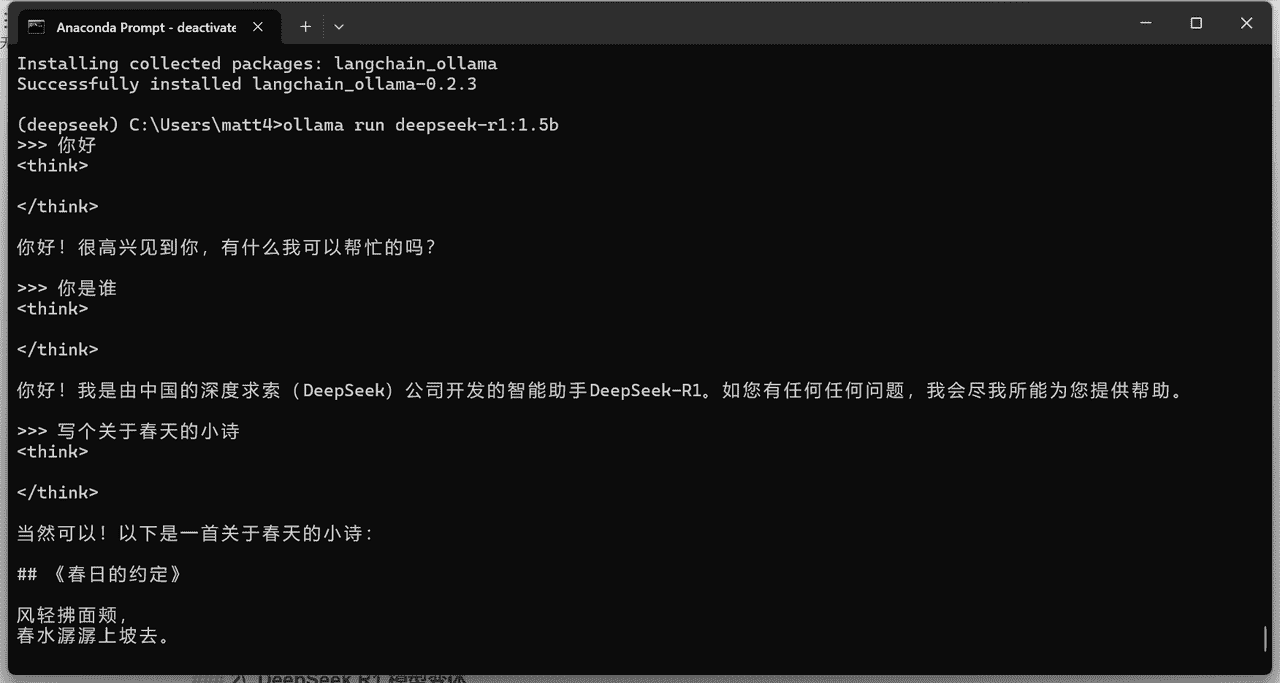 Anaconda Prompt - deactivate
Installing collected packages: langchain_ollama
Successfully installed langchain_ollama-0.2.3
(deepseek) C:\Users\matt4>ollama run deepseek-r1:1.5b
>>> 你好
<think>
</think>
你好！很高兴见到你，有什么我可以帮忙的吗？
>>> 你是谁
<think>
</think>
你好！我是由中国的深度求索（DeepSeek）公司开发的智能助手DeepSeek-R1。如您有任何任何问题，我会尽我所能为您提供帮助。
>>> 写个关于春天的小诗
<think>
</think>
当然可以！以下是一首关于春天的小诗：
## 《春日的约定》
风轻拂面颊，
春水潺潺上坡去。